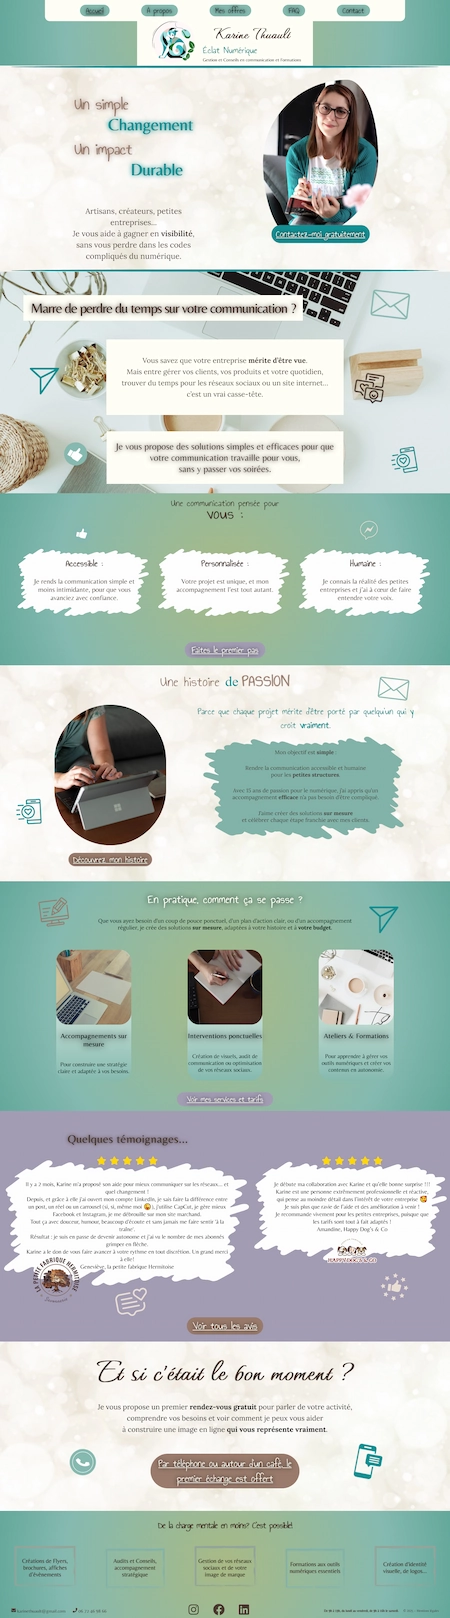 Accueil
A propos
Mes offres
FAQ
Contact
Karine Thuault
Eclat Numérique
Gestion et Conseils en communication et Formations
Un simple
Changement
Un impact
Durable
Artisans, créateurs, petites
entreprises...
Je vous aide à gagner en visibilité,
sans vous perdre dans les codes
compliqués du numérique.
Contactez-moi gratuitement
Marre de perdre du temps sur votre communication ?
Vous savez que votre entreprise mérite d'être vue.
Mais entre gérer vos clients, vos produits et votre quotidien,
trouver du temps pour les réseaux sociaux ou un site internet...
c'est un vrai casse-tête.
Je vous propose des solutions simples et efficaces pour que
votre communication travaille pour vous,
sans y passer vos soirées.
Une communication pensée pour
vous :
Accessible :
Je rends la communication simple et
moins intimidante, pour que vous
avanciez avec confiance.
Personnalisée :
Votre projet est unique, et mon
accompagnement l'est tout autant.
Humaine :
Je connais la réalité des petites
entreprises et j'ai à cœur de faire
entendre votre voix.
Faites le premier pas
Une histoire de PASSION
Parce que chaque projet mérite d'être porté par quelqu'un qui y
croit vraiment.
Mon objectif est simple :
Rendre la communication accessible et humaine
pour les petites structures.
Avec 13 ans de passion pour le numérique, j'ai appris qu'un
accompagnement efficace n'a pas besoin d'être compliqué.
J'aime créer des solutions sur mesure
et célébrer chaque étape franchie avec mes clients.
Découvrez mon histoire
En pratique, comment ça se passe ?
Que vous ayez besoin d'un coup de pouce ponctuel, d'un plan d'action clair, ou d'un accompagnement
régulier, je crée des solutions sur mesure, adaptées à votre histoire et à votre budget.
Accompagnements sur
mesure
Pour construire une stratégie
claire et adaptée à vos besoins.
Interventions ponctuelles
Création de visuels, audit de
communication ou optimisation
de vos réseaux sociaux.
Ateliers & Formations
Pour apprendre à gérer vos
outils numériques et créer vos
contenus en autonomie.
Voir mes services et tarifs
Quelques témoignages...
Il y a 2 mois, Karine m'a proposé son aide pour mieux communiquer sur les réseaux... et
quel changement !
Depuis, et grâce à elle j'ai ouvert mon compte Linkedin, je sais faire la différence entre
un post, un réel ou un carrousel (si, si, même moi 😱), j'utilise CapCut, je gère mieux
Facebook et Instagram, je me débrouille sur mon site marchand.
Tout ça avec douceur, humour, beaucoup d'écoute et sans jamais me faire sentir 'à la
traîne'.
Résultat : je suis en passe de devenir autonome et j'ai vu le nombre de mes abonnés
grimper en flèche.
Karine a le don de vous faire avancer à votre rythme en toute discrétion. Un grand merci
à elle!
Geneviève, la petite fabrique Hermitoise
Je débute ma collaboration avec Karine et qu'elle bonne surprise !!!
Karine est une personne extrêmement professionnelle et réactive,
qui pense au moindre détail dans l'intérêt de votre entreprise 🥰
Je suis plus que ravie de l'aide et des amélioration à venir !
Je recommande vivement pour les petites entreprises, puisque que
les tarifs sont tout à fait adaptés !
Amandine, Happy Dog's & Co
LA PETITE FABRIQUE HERMITOISE
HAPPY DOG'S & CO
Voir tous les avis
Et si c'était le bon moment ?
Je vous propose un premier rendez-vous gratuit pour parler de votre activité,
comprendre vos besoins et voir comment je peux vous aider
à construire une image en ligne qui vous représente vraiment.
Par téléphone ou autour d'un café le
premier échange est offert
De la charge mentale en moins? C'est possible!
Créations de Flyers,
brochures, affiches
d'évènements
Audits et Conseils,
accompagnement
stratégique
Gestion de vos réseaux
sociaux et de votre
image de marque
Formations aux outils
numériques essentiels
Création d'identité
visuelle, de logos...